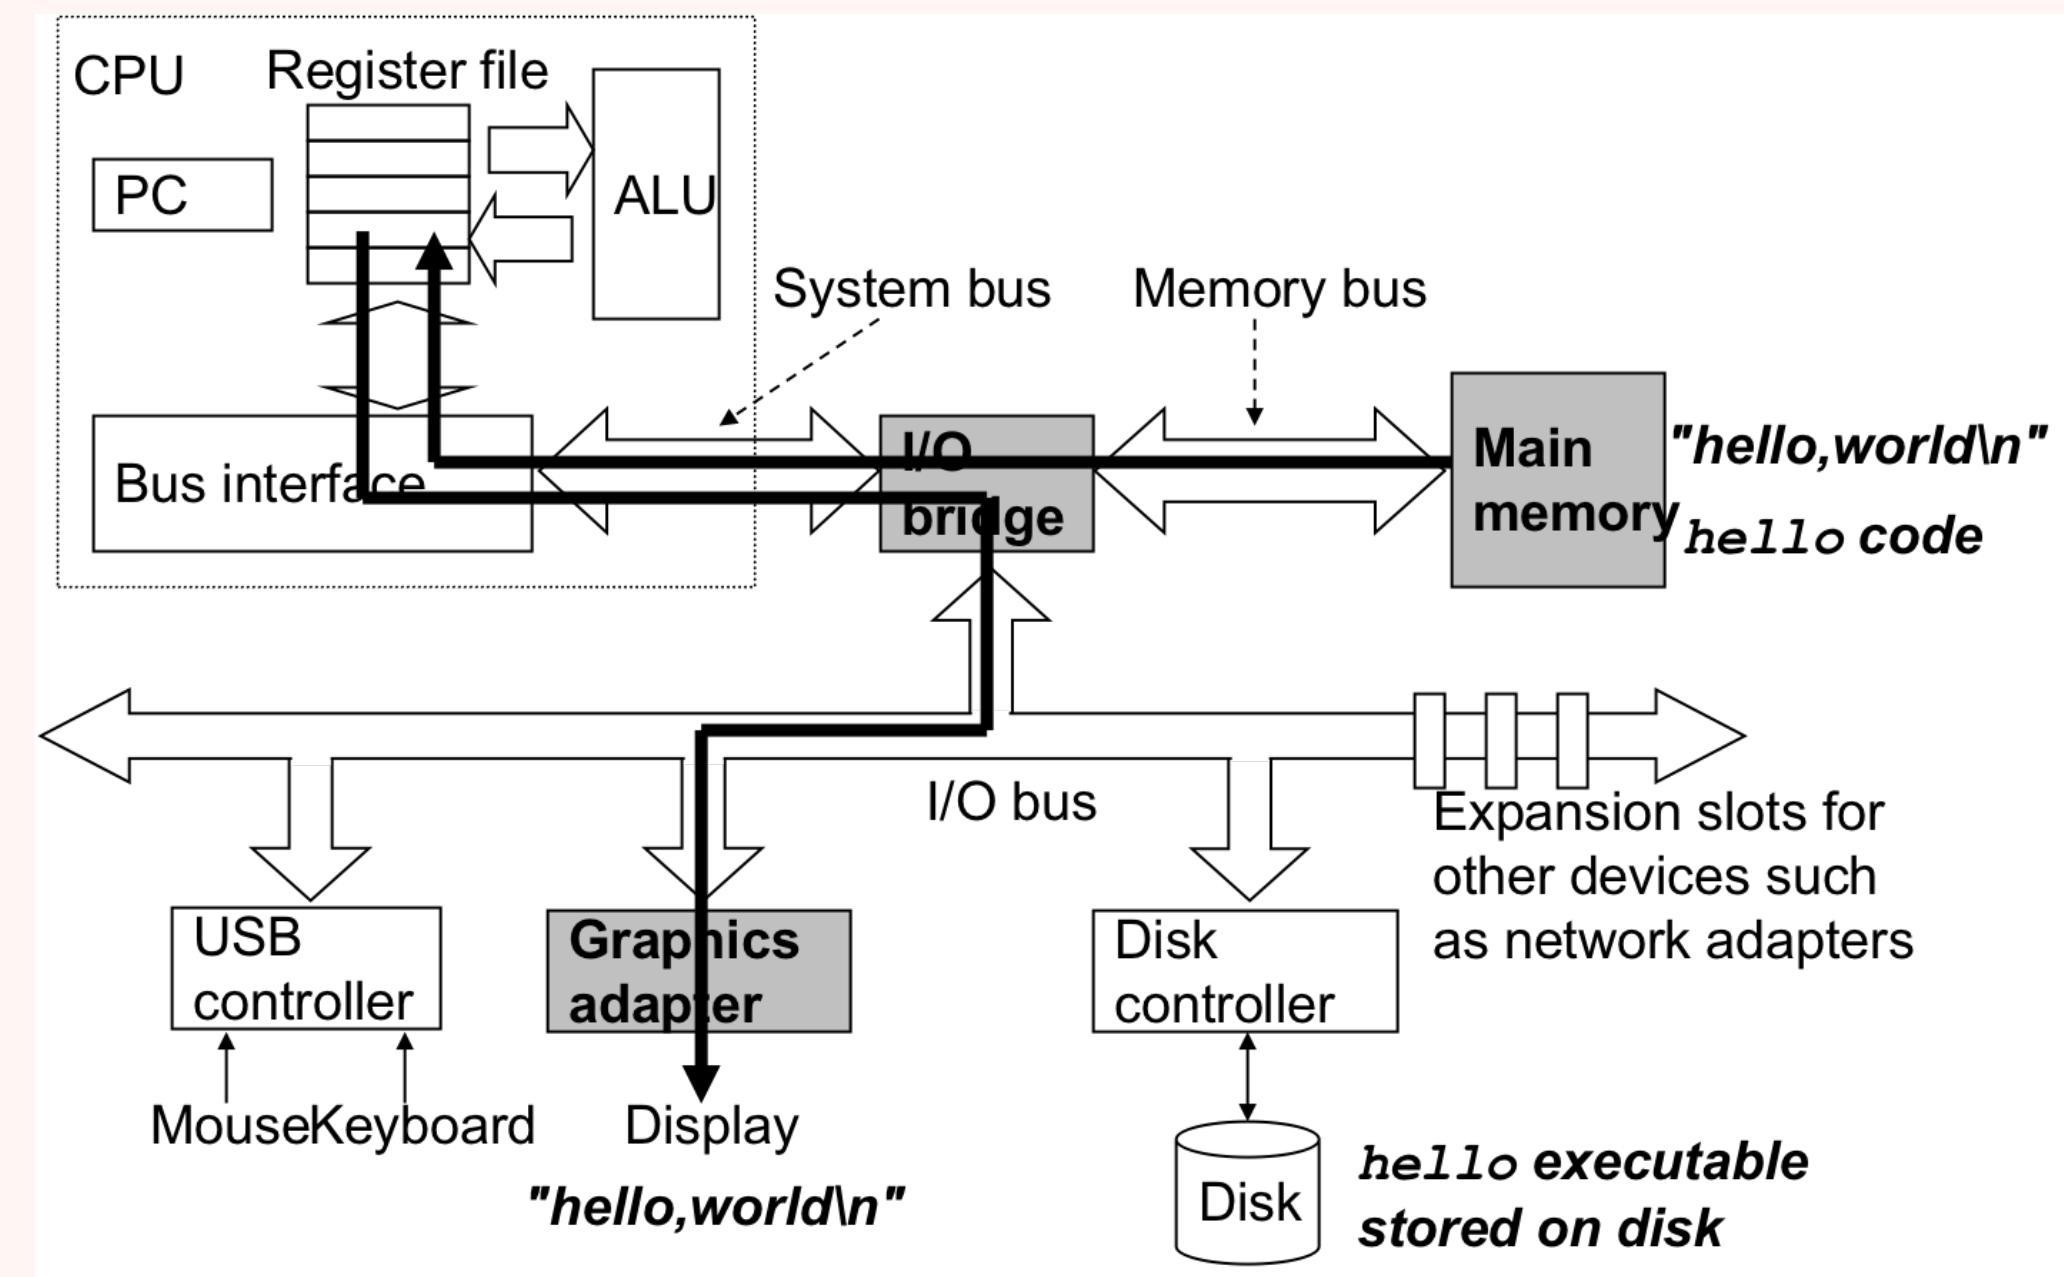 CPU
Register file
PC
ALU
System bus
Memory bus
Bus interface
I/O
bridge
Main
memory
"hello,world\n"
hello code
I/O bus
Expansion slots for
other devices such
as network adapters
USB
controller
Graphics
adapter
Disk
controller
Mouse
Keyboard
Display
"hello,world\n"
Disk
hello executable
stored on disk